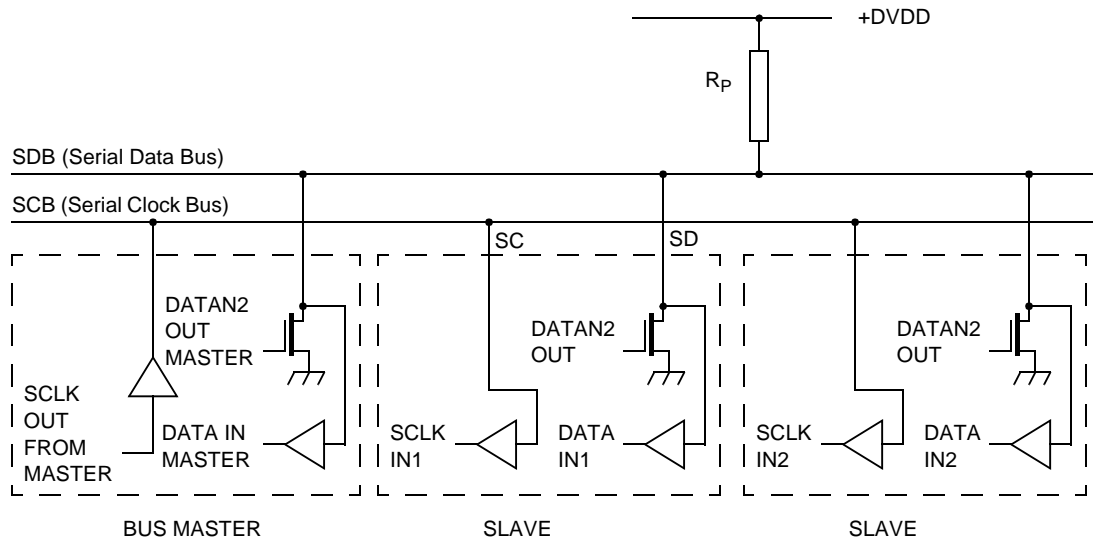 +DVDD
RP
SDB (Serial Data Bus)
SCB (Serial Clock Bus)
SC
SD
DATAN2
OUT
MASTER
SCLK
OUT
FROM
MASTER
DATA IN
MASTER
DATAN2
OUT
SCLK
IN1
DATA
IN1
DATAN2
OUT
SCLK
IN2
DATA
IN2
BUS MASTER
SLAVE
SLAVE